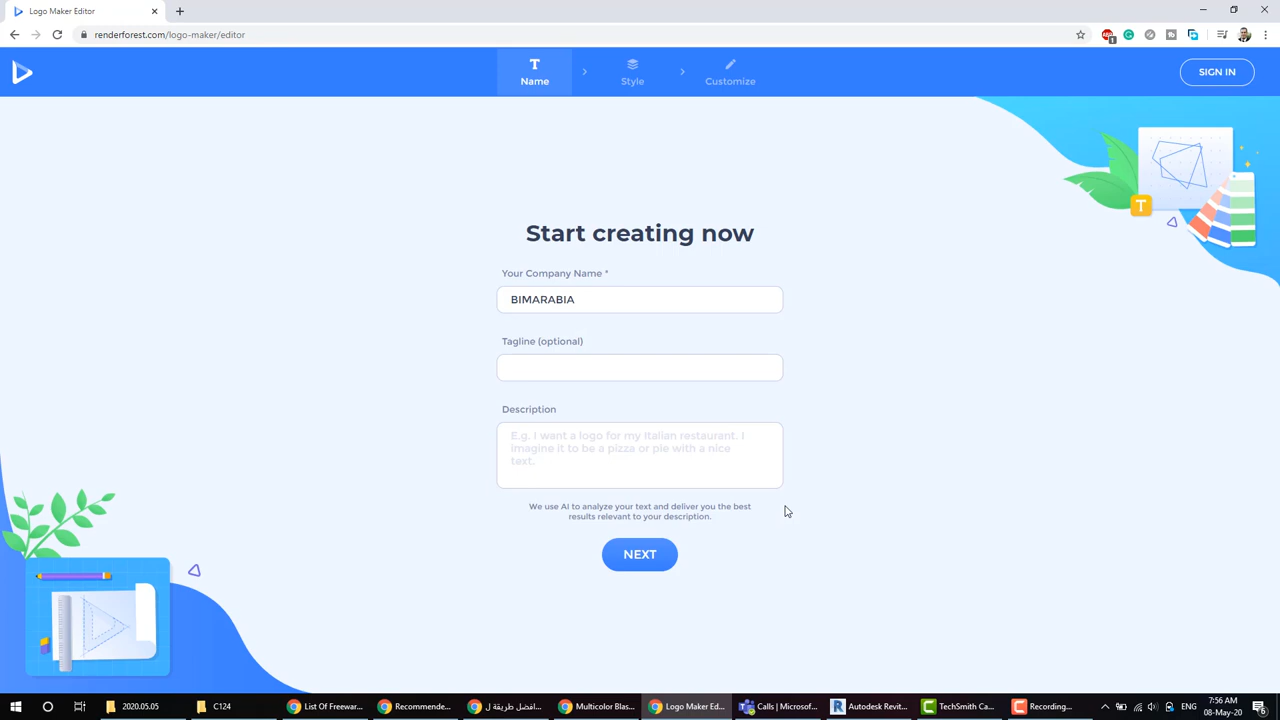 Logo Maker Editor
renderforest.com/logo-maker/editor
1
T
Name
Style
Customize
SIGN IN
T
Start creating now
Your Company Name *
BIMARABIA
Tagline (optional)
Description
E.g. I want a logo for my Italian restaurant. I
imagine it to be a pizza or pie with a nice
text.
We use AI to analyze your text and deliver you the best
results relevant to your description.
NEXT
2020.05.05
C124
List Of Freewar...
Recommende...
افضل طريقة ل...
Multicolor Blas...
Logo Maker Ed...
Calls | Microsof...
Autodesk Revit...
TechSmith Ca...
Recording...
ENG
7:56 AM
08-May-20